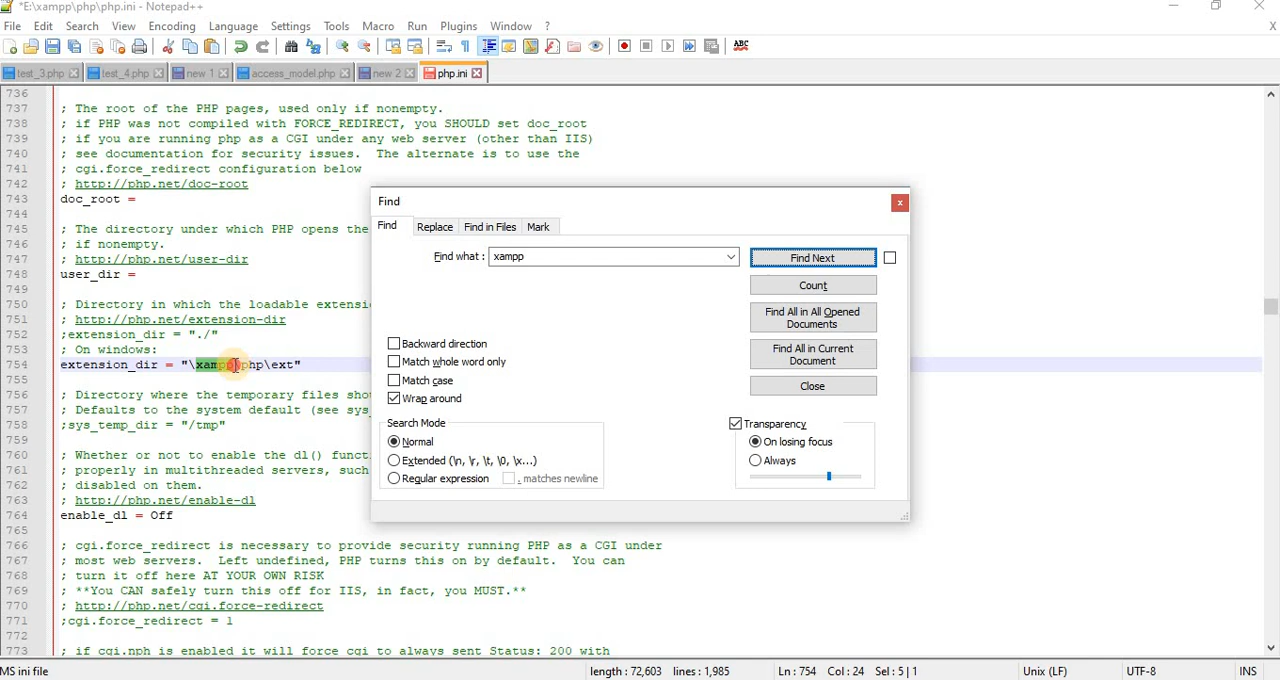 *E:\xampp\php\php.ini - Notepad++
File Edit Search View Encoding Language Settings Tools Macro Run Plugins Window ?
X
ABC
test_3.php test_4.php new 1 access_model.php new 2 php.ini
736
737 ; The root of the PHP pages, used only if nonempty.
738 ; if PHP was not compiled with FORCE_REDIRECT, you SHOULD set doc_root
739 ; if you are running php as a CGI under any web server (other than IIS)
740 ; see documentation for security issues.  The alternate is to use the
741 ; cgi.force_redirect configuration below
742 ; http://php.net/doc-root
743 doc_root =
744
745 ; The directory under which PHP opens the
746 ; if nonempty.
747 ; http://php.net/user-dir
748 user_dir =
749
750 ; Directory in which the loadable extensi
751 ; http://php.net/extension-dir
752 ;extension_dir = "./"
753 ; On windows:
754 extension_dir = "\xampp\php\ext"
755
756 ; Directory where the temporary files sho
757 ; Defaults to the system default (see sys
758 ;sys_temp_dir = "/tmp"
759
760 ; Whether or not to enable the dl() funct
761 ; properly in multithreaded servers, such
762 ; disabled on them.
763 ; http://php.net/enable-dl
764 enable_dl = Off
765
766 ; cgi.force_redirect is necessary to provide security running PHP as a CGI under
767 ; most web servers.  Left undefined, PHP turns this on by default.  You can
768 ; turn it off here AT YOUR OWN RISK
769 ; **You CAN safely turn this off for IIS, in fact, you MUST.**
770 ; http://php.net/cgi.force-redirect
771 ;cgi.force_redirect = 1
772
773 ; if cgi.nph is enabled it will force cgi to always sent Status: 200 with
Find
x
Find Replace Find in Files Mark
Find what : xampp
Find Next
Count
Find All in All Opened
Documents
Find All in Current
Document
Close
Backward direction
Match whole word only
Match case
Wrap around
Search Mode
Normal
Extended (\n, \r, \t, \0, \x...)
Regular expression . matches newline
Transparency
On losing focus
Always
MS ini file length : 72,603 lines : 1,985 Ln : 754 Col : 24 Sel : 5 | 1 Unix (LF) UTF-8 INS